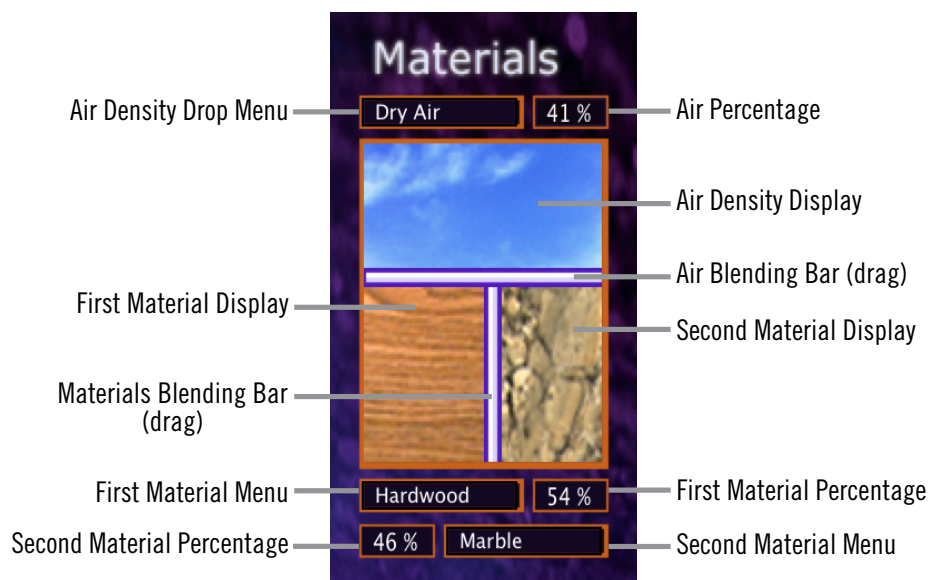 Materials
Air Density Drop Menu
Dry Air
41 %
Air Percentage
Air Density Display
Air Blending Bar (drag)
First Material Display
Second Material Display
Materials Blending Bar
(drag)
First Material Menu
Hardwood
54 %
First Material Percentage
Second Material Percentage
46 %
Marble
Second Material Menu